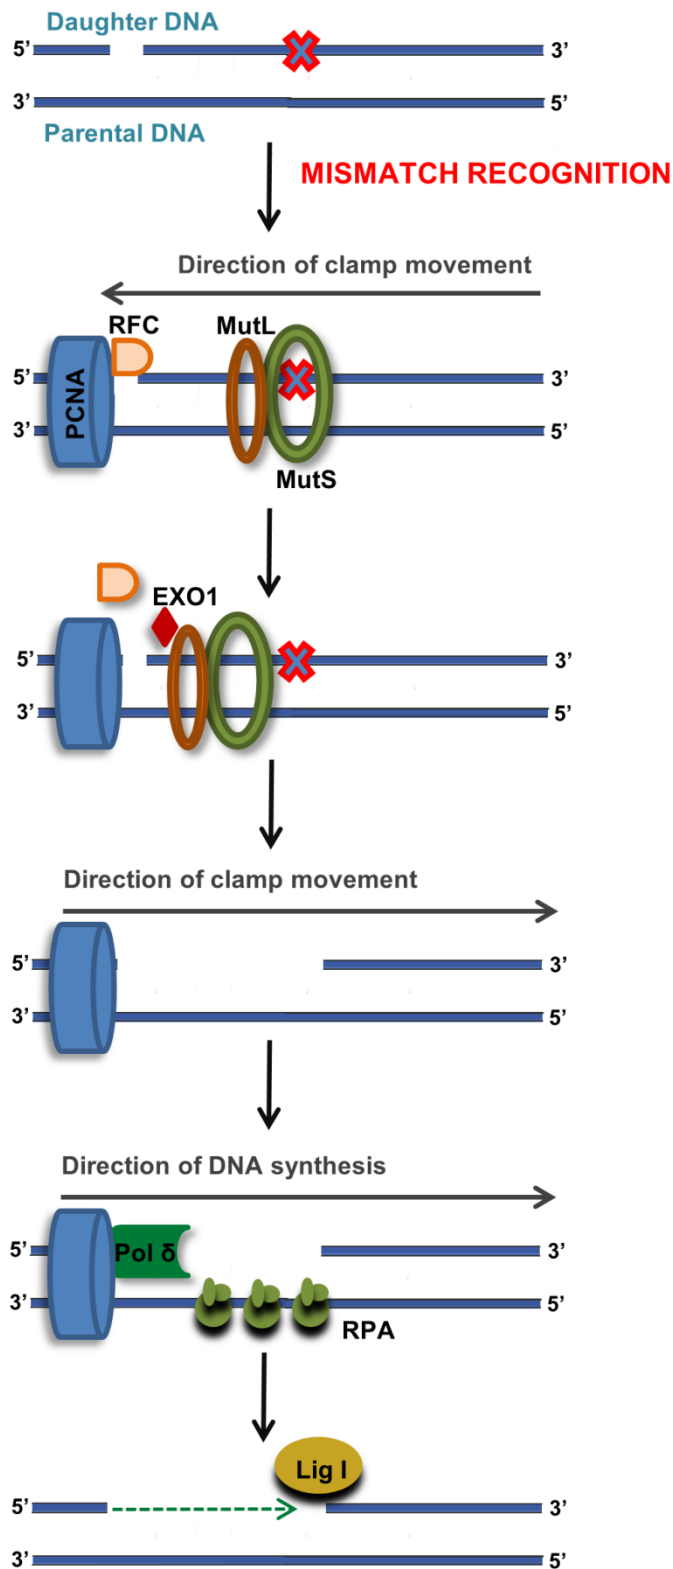 Daughter DNA
5’ 3’
3’ 5’
Parental DNA
MISMATCH RECOGNITION
Direction of clamp movement
RFC MutL
5’ 3’
PCNA
3’ 5’
MutS
EXO1
5’ 3’
3’ 5’
Direction of clamp movement
5’ 3’
3’ 5’
Direction of DNA synthesis
5’ Pol δ 3’
3’ 5’
RPA
Lig I
5’ 3’
3’ 5’